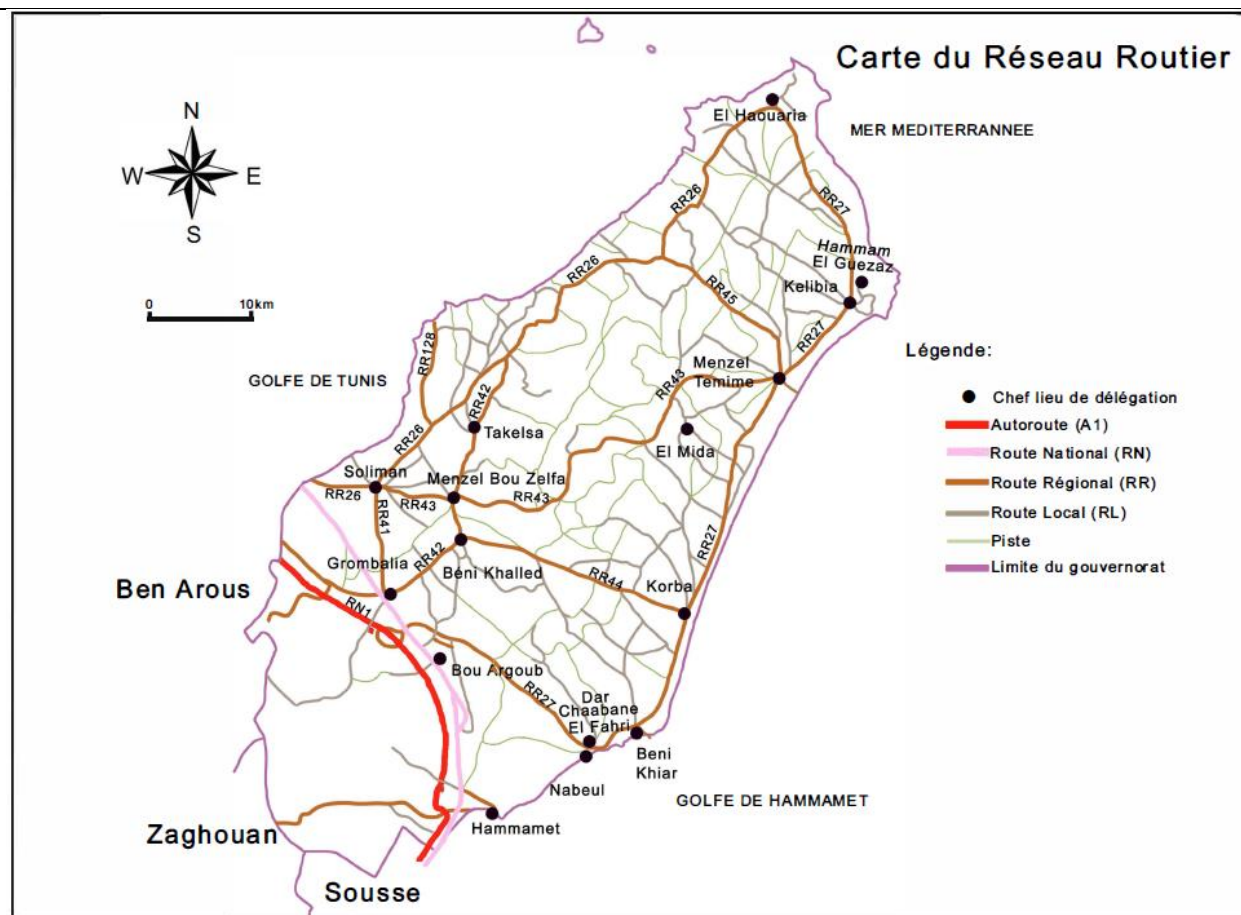 Carte du Réseau Routier
N
W
E
S
0
10km
MER MEDITERRANNEE
El Haouaria
RR26
RR27
Hammam
El Guezaz
Kelibia
RR26
RR45
RR27
RR128
GOLFE DE TUNIS
Menzel
Temime
RR43
RR42
Takelsa
El Mida
RR26
Soliman
Menzel Bou Zelfa
RR26
RR43
RR43
RR41
RR27
Grombalia
RR42
Béni Khalled
RR44
Korba
Ben Arous
RN1
Bou Argoub
RR27
Dar
Chaabane
El Fahri
Beni
Khiar
Nabeul
GOLFE DE HAMMAMET
Hammamet
Zaghouan
Sousse
Légende:
Chef lieu de délégation
Autoroute (A1)
Route National (RN)
Route Régional (RR)
Route Local (RL)
Piste
Limite du gouvernorat